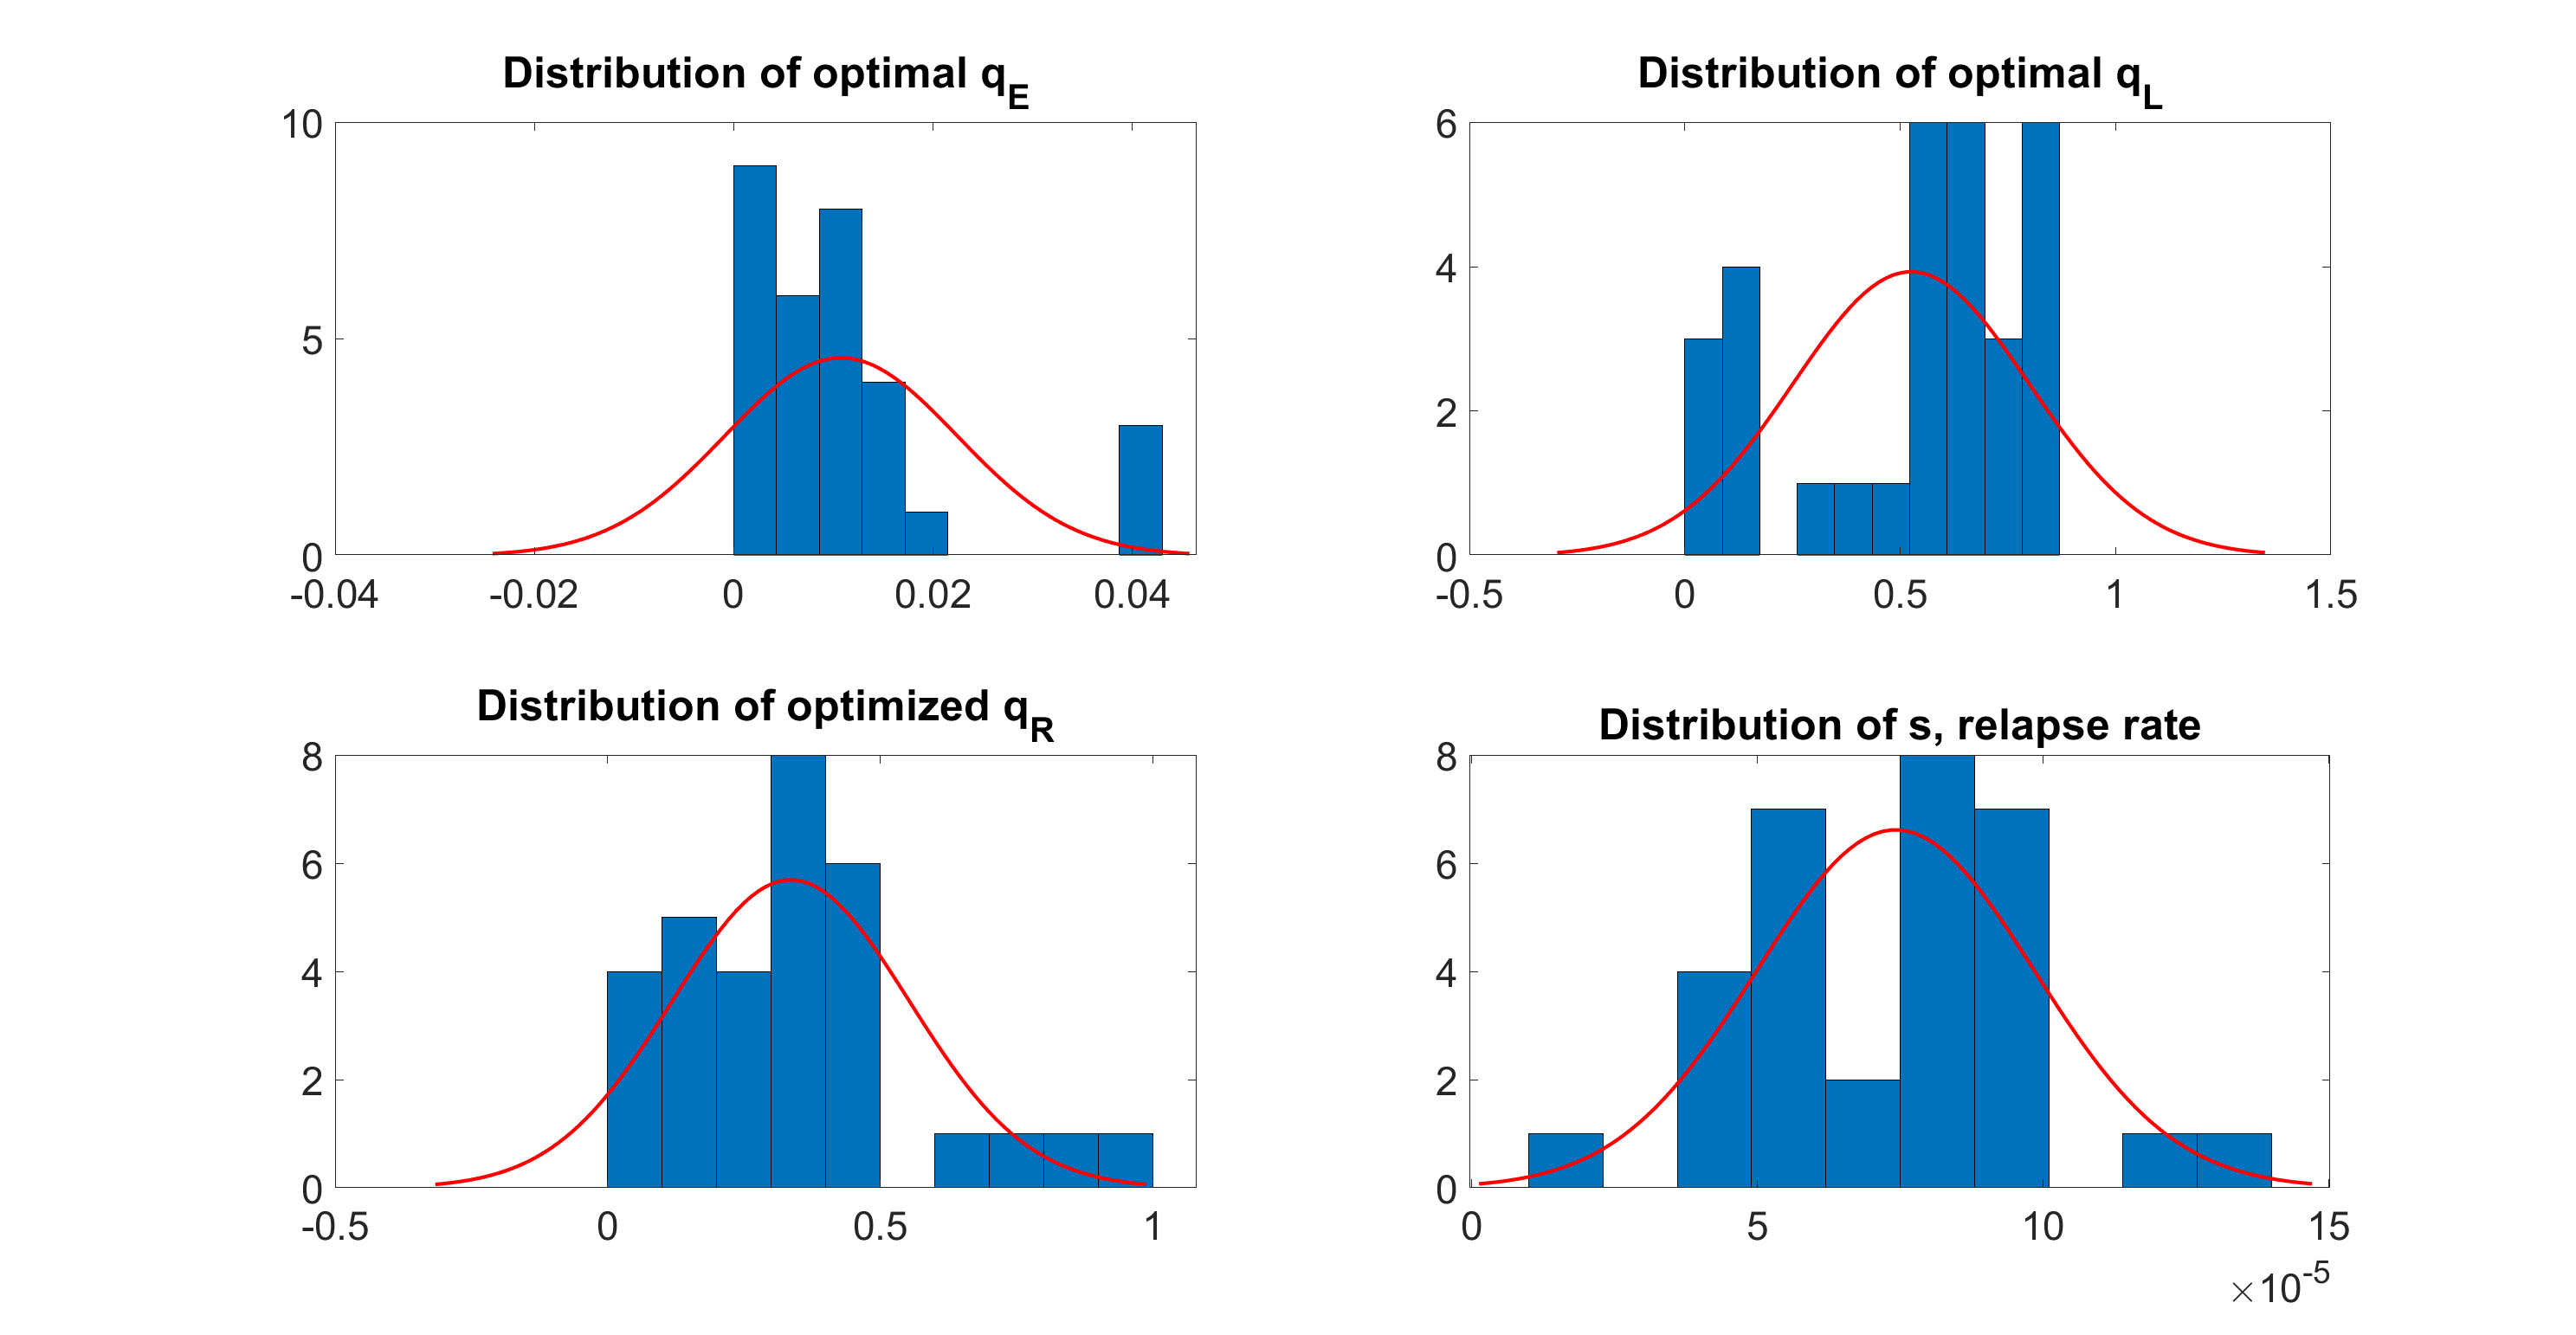 Distribution of optimal q_E
10
5
0
-0.04 -0.02 0 0.02 0.04
Distribution of optimal q_L
6
4
2
0
-0.5 0 0.5 1 1.5
Distribution of optimized q_R
8
6
4
2
0
-0.5 0 0.5 1
Distribution of s, relapse rate
8
6
4
2
0
0 5 10 15
×10^-5